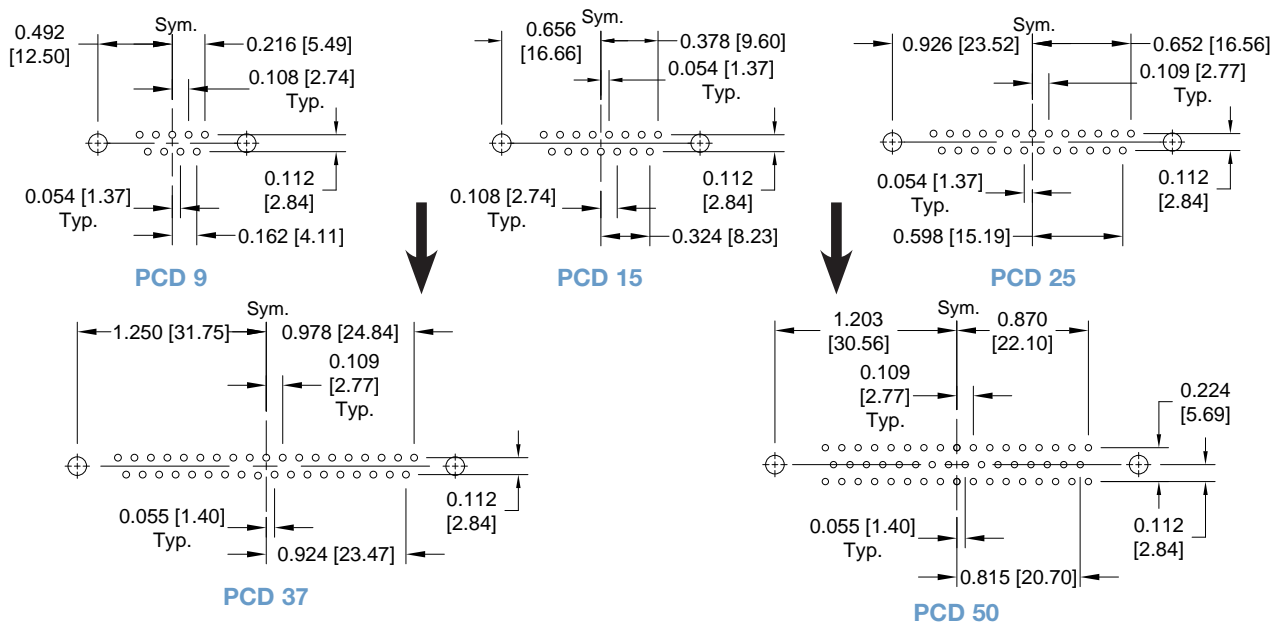 Sym.
0.492
[12.50]
0.216 [5.49]
0.108 [2.74]
Typ.
0.112
[2.84]
0.054 [1.37]
Typ.
0.162 [4.11]
PCD 9
Sym.
0.656
[16.66]
0.378 [9.60]
0.054 [1.37]
Typ.
0.112
[2.84]
0.108 [2.74]
Typ.
0.324 [8.23]
PCD 15
Sym.
0.926 [23.52]
0.652 [16.56]
0.109 [2.77]
Typ.
0.054 [1.37]
Typ.
0.112
[2.84]
0.598 [15.19]
PCD 25
Sym.
1.250 [31.75]
0.978 [24.84]
0.109
[2.77]
Typ.
0.112
[2.84]
0.055 [1.40]
Typ.
0.924 [23.47]
PCD 37
Sym.
1.203
[30.56]
0.870
[22.10]
0.109
[2.77]
Typ.
0.224
[5.69]
0.055 [1.40]
Typ.
0.112
[2.84]
0.815 [20.70]
PCD 50